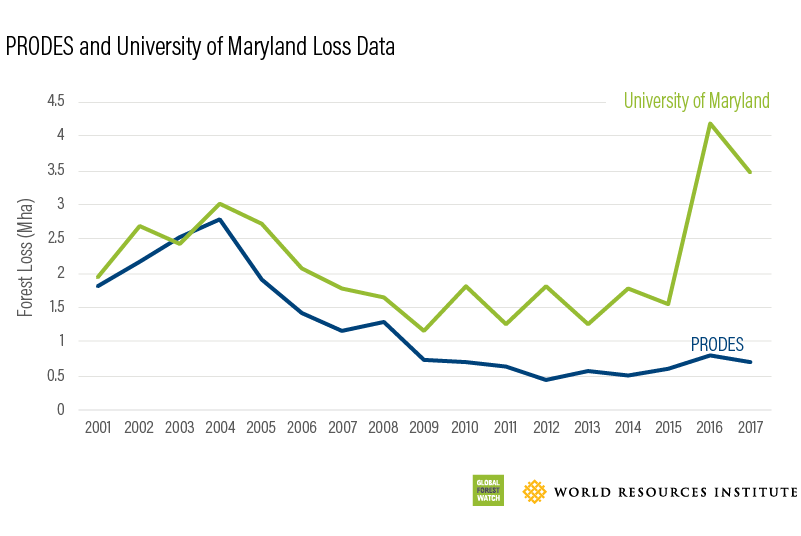 PRODES and University of Maryland Loss Data
University of Maryland
4.5
4
3.5
3
2.5
2
1.5
1
0.5
0
Forest Loss (Mha)
PRODES
2001 2002 2003 2004 2005 2006 2007 2008 2009 2010 2011 2012 2013 2014 2015 2016 2017
GLOBAL
FOREST
WATCH
WORLD RESOURCES INSTITUTE